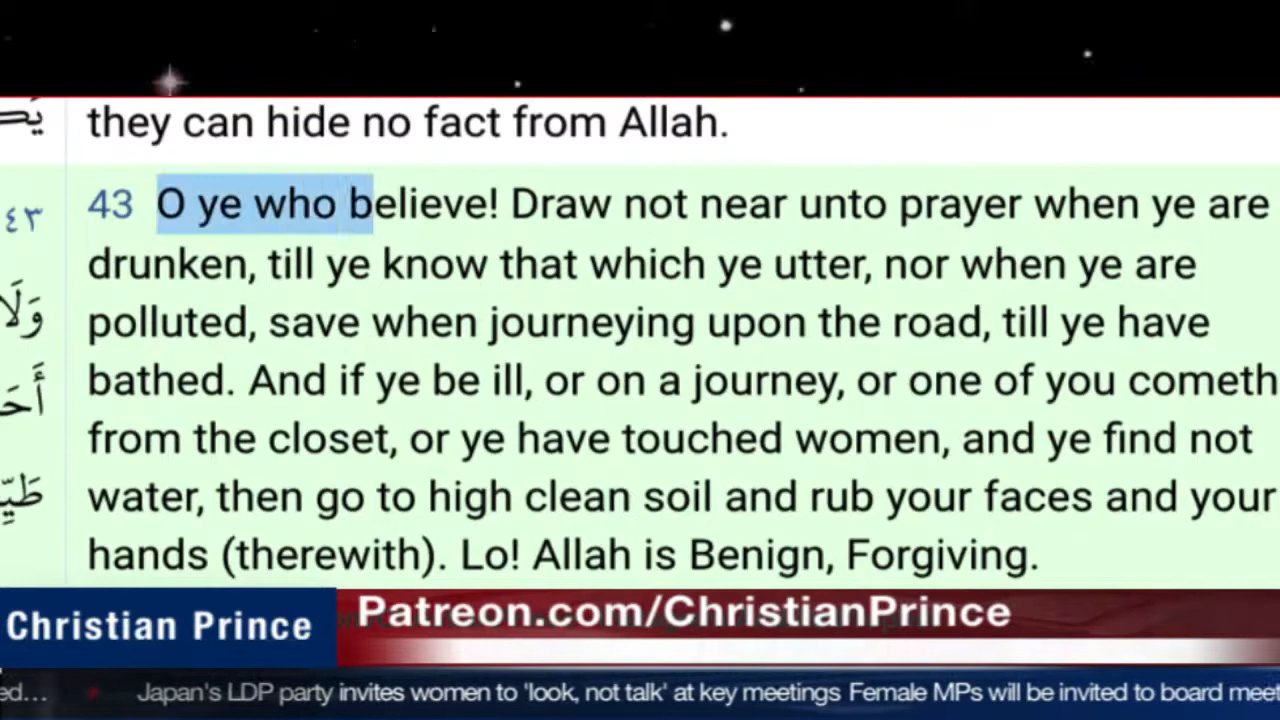 they can hide no fact from Allah.
43 O ye who believe! Draw not near unto prayer when ye are
drunken, till ye know that which ye utter, nor when ye are
polluted, save when journeying upon the road, till ye have
bathed. And if ye be ill, or on a journey, or one of you cometh
from the closet, or ye have touched women, and ye find not
water, then go to high clean soil and rub your faces and your
hands (therewith). Lo! Allah is Benign, Forgiving.
٤٣
وَلَا
أَحَ
طَيِّ
Christian Prince
Patreon.com/ChristianPrince
ed... • Japan's LDP party invites women to 'look, not talk' at key meetings Female MPs will be invited to board meet